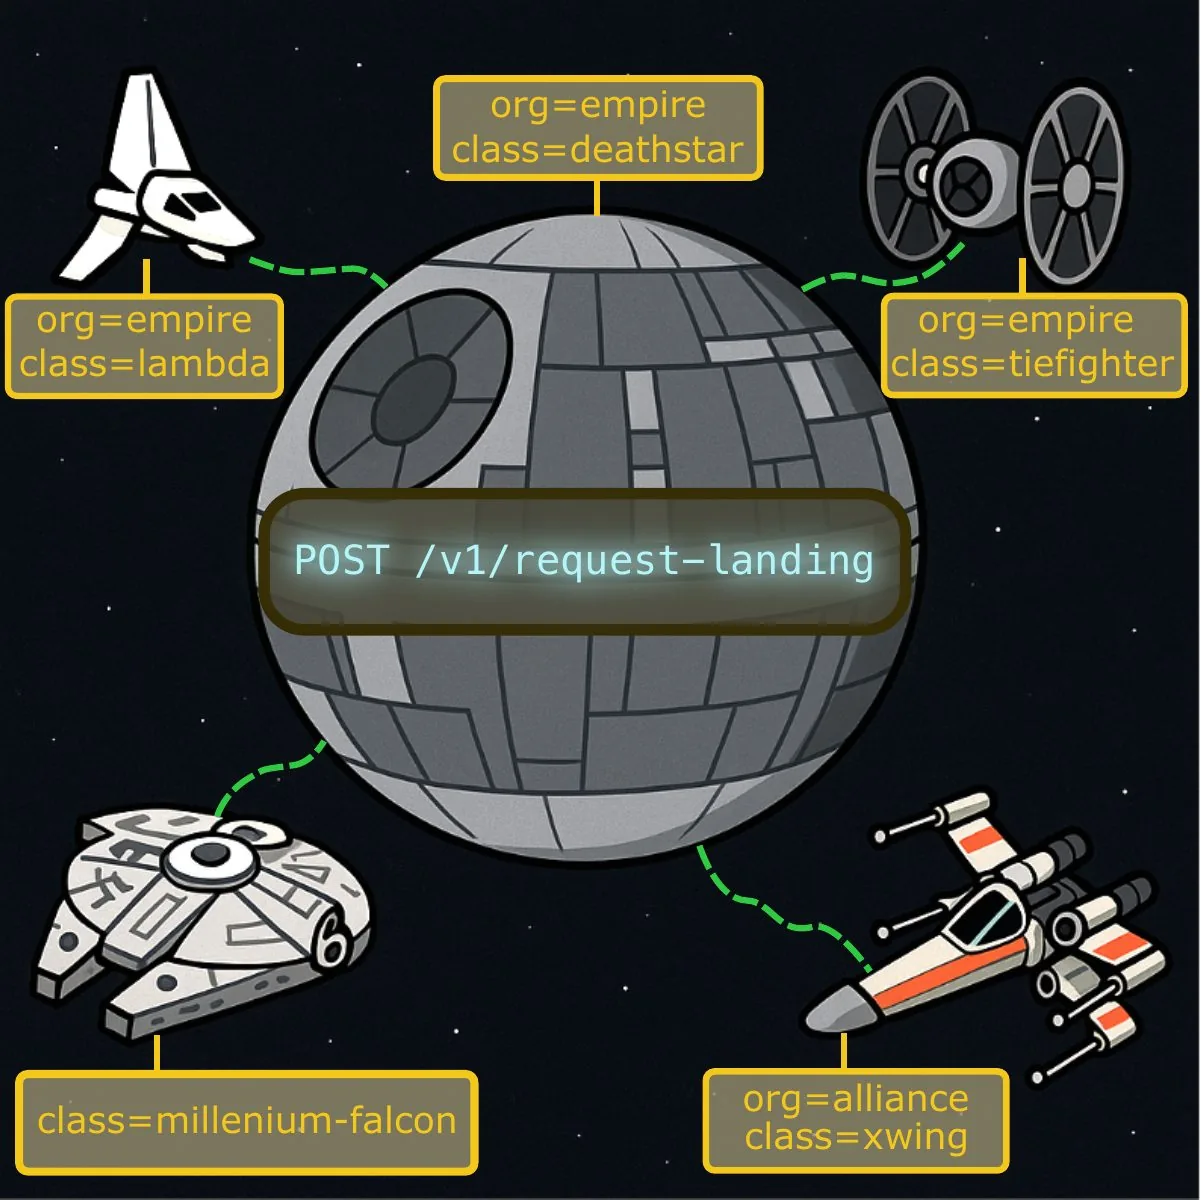 org=empire
class=deathstar
org=empire
class=lambda
org=empire
class=tiefighter
POST /v1/request-landing
6
class=millenium-falcon
org=alliance
class=xwing